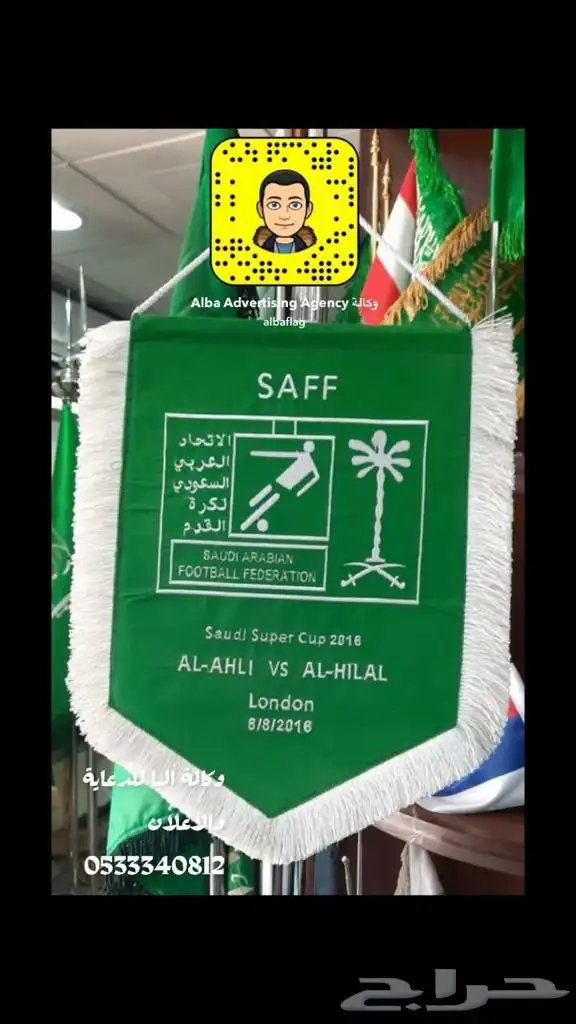 Alba Advertising Agency وكالة
albaflag
SAFF
الاتحاد
العربي
السعودي
لكرة
القدم
SAUDI ARABIAN
FOOTBALL FEDERATION
Saudi Super Cup 2016
AL-AHLI VS AL-HILAL
London
8/8/2016
وكالة البا للدعاية
والاعلان
0533340812
حراج